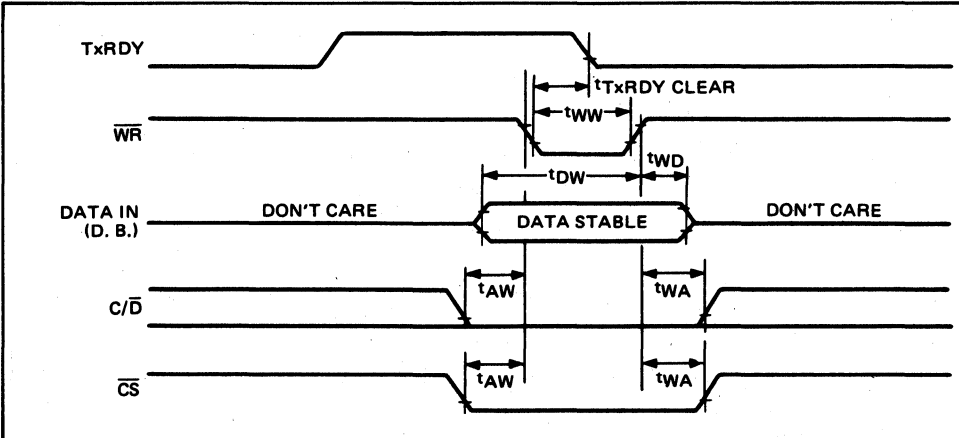 TxRDY
tTxRDY CLEAR
tWW
WR
tWD
tDW
DATA IN
(D. B.)
DON'T CARE
DATA STABLE
DON'T CARE
tAW
tWA
C/D
tAW
tWA
CS